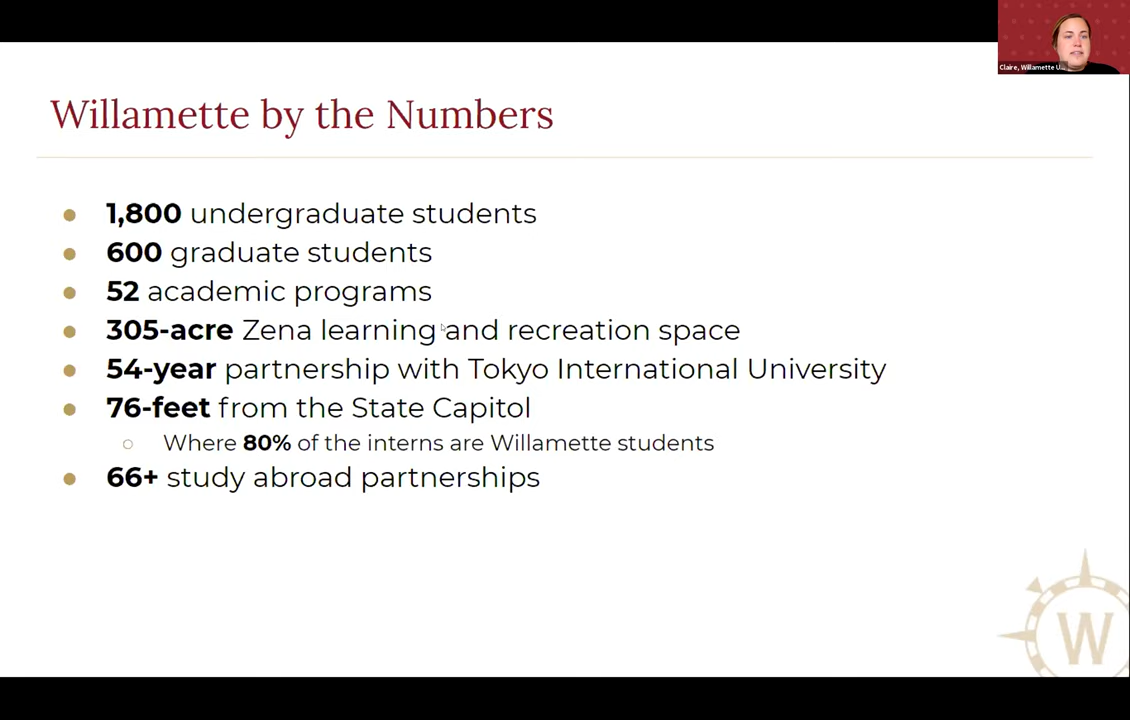 Claire, Willamette U...
Willamette by the Numbers
1,800 undergraduate students
600 graduate students
52 academic programs
305-acre Zena learning and recreation space
54-year partnership with Tokyo International University
76-feet from the State Capitol
Where 80% of the interns are Willamette students
66+ study abroad partnerships
W